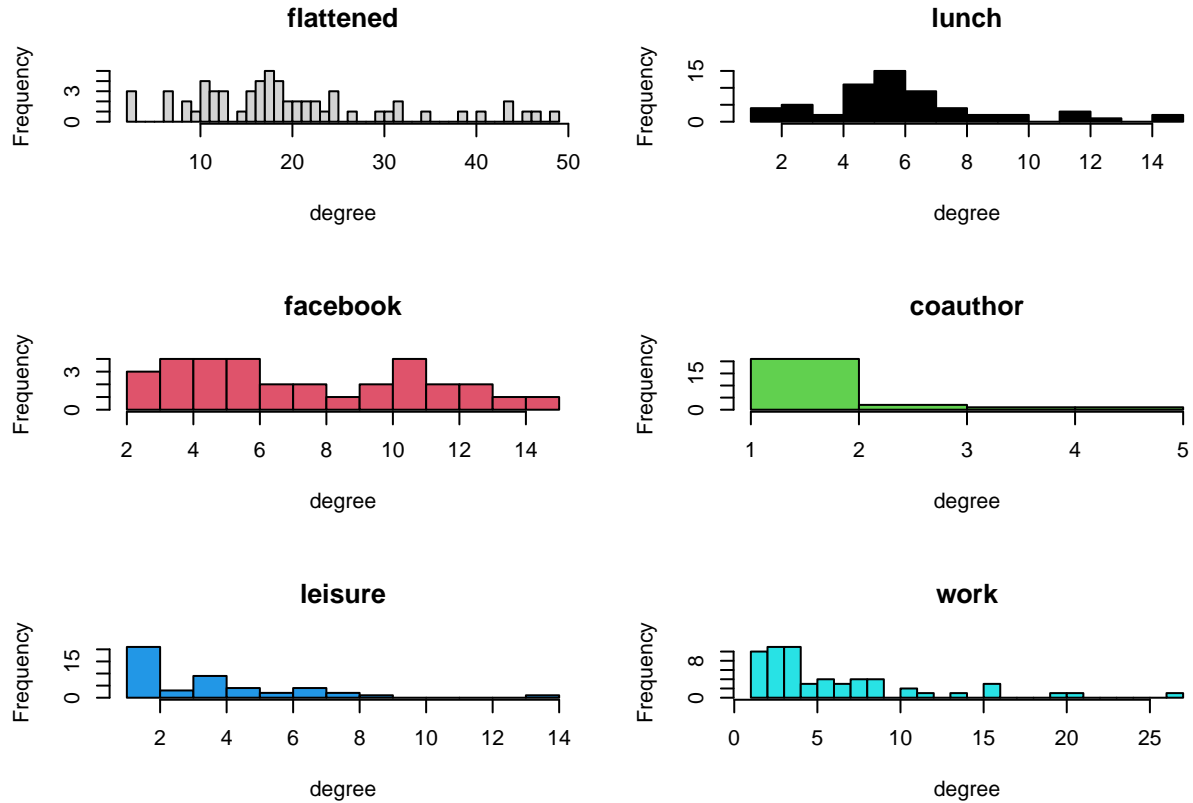 flattened
Frequency
0 3
10 20 30 40 50
degree
lunch
Frequency
0 15
2 4 6 8 10 12 14
degree
facebook
Frequency
0 3
2 4 6 8 10 12 14
degree
coauthor
Frequency
0 15
1 2 3 4 5
degree
leisure
Frequency
0 15
2 4 6 8 10 12 14
degree
work
Frequency
0 8
0 5 10 15 20 25
degree